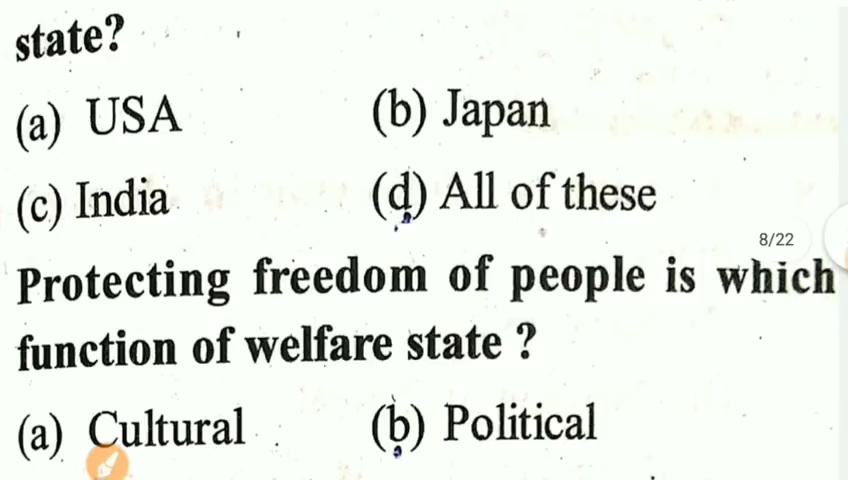 state?
(a) USA (b) Japan
(c) India (d) All of these
8/22
Protecting freedom of people is which
function of welfare state ?
(a) Cultural (b) Political